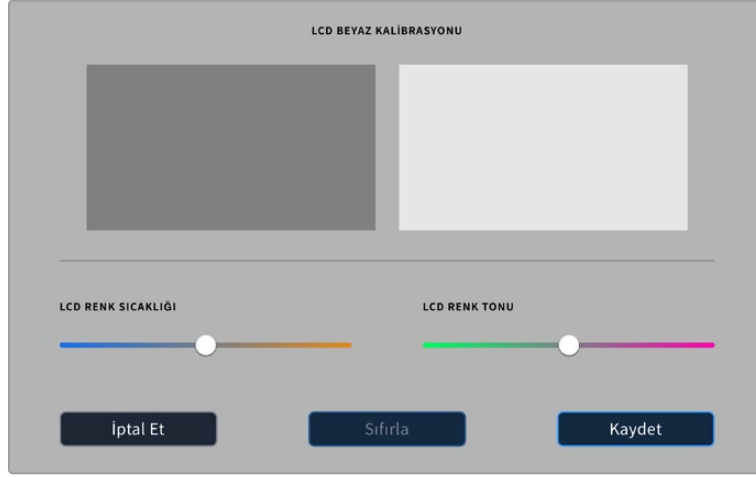 LCD BEYAZ KALİBRASYONU
LCD RENK SICAKLIĞI
LCD RENK TONU
İptal Et
Sıfırla
Kaydet